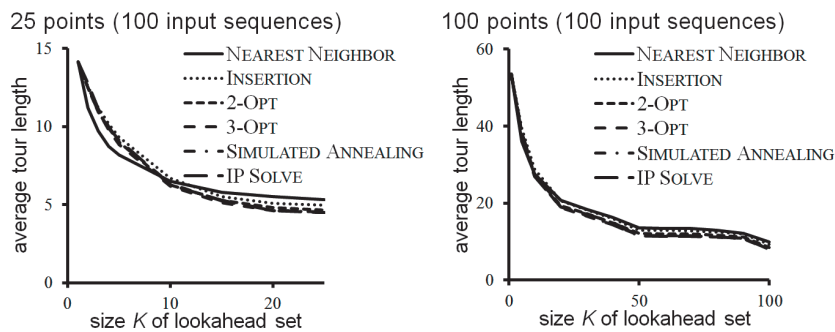 25 points (100 input sequences)
average tour length
15
10
5
0
0
10
20
size K of lookahead set
NEAREST NEIGHBOR
INSERTION
2-OPT
3-OPT
SIMULATED ANNEALING
IP SOLVE
100 points (100 input sequences)
average tour length
60
40
20
0
0
50
100
size K of lookahead set
NEAREST NEIGHBOR
INSERTION
2-OPT
3-OPT
SIMULATED ANNEALING
IP SOLVE